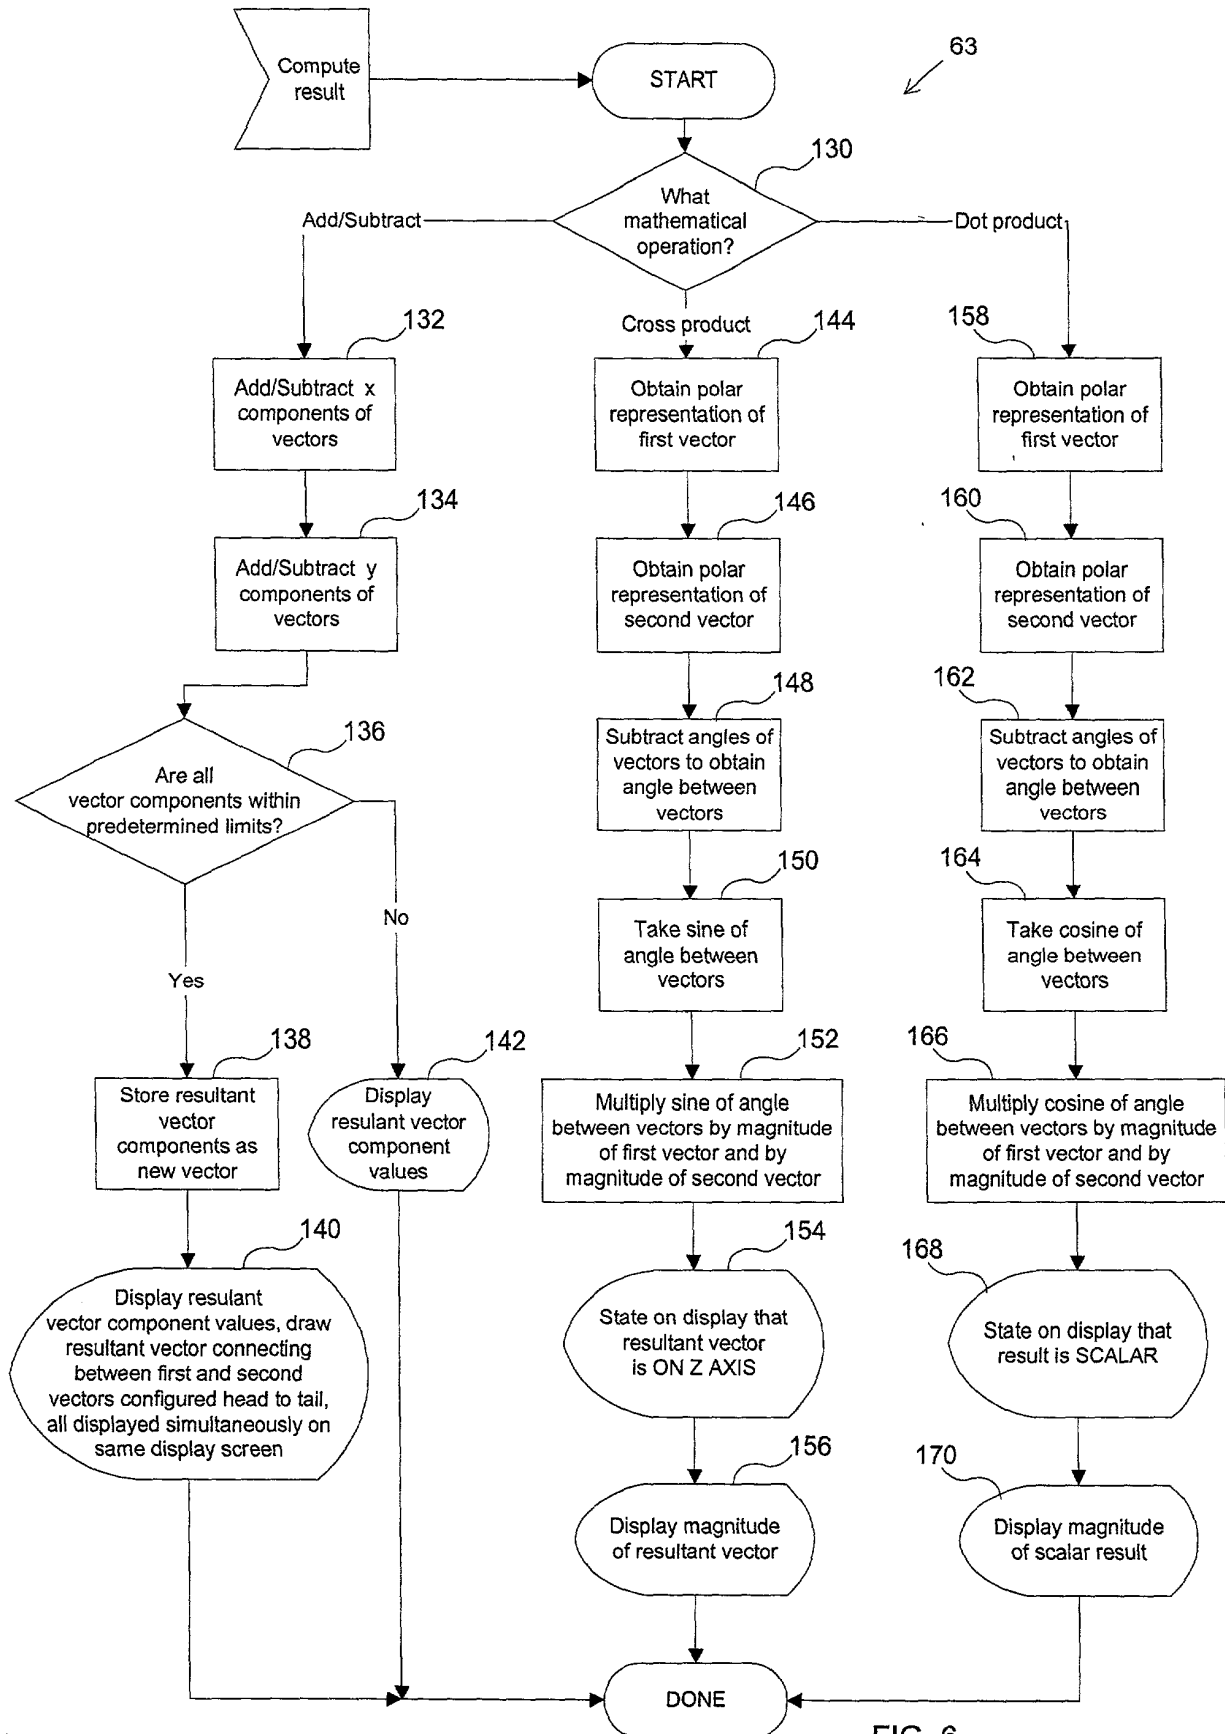 Compute
result
START
63
130
What
mathematical
operation?
Add/Subtract
Dot product
Cross product
132
Add/Subtract x
components of
vectors
134
Add/Subtract y
components of
vectors
136
Are all
vector components within
predetermined limits?
No
Yes
138
Store resultant
vector
components as
new vector
142
Display
resulant vector
component
values
140
Display resulant
vector component values, draw
resultant vector connecting
between first and second
vectors configured head to tail,
all displayed simultaneously on
same display screen
144
Obtain polar
representation of
first vector
146
Obtain polar
representation of
second vector
148
Subtract angles of
vectors to obtain
angle between
vectors
150
Take sine of
angle between
vectors
152
Multiply sine of angle
between vectors by magnitude
of first vector and by
magnitude of second vector
154
State on display that
resultant vector
is ON Z AXIS
156
Display magnitude
of resultant vector
158
Obtain polar
representation of
first vector
160
Obtain polar
representation of
second vector
162
Subtract angles of
vectors to obtain
angle between
vectors
164
Take cosine of
angle between
vectors
166
Multiply cosine of angle
between vectors by magnitude
of first vector and by
magnitude of second vector
168
State on display that
result is SCALAR
170
Display magnitude
of scalar result
DONE
FIG. 6